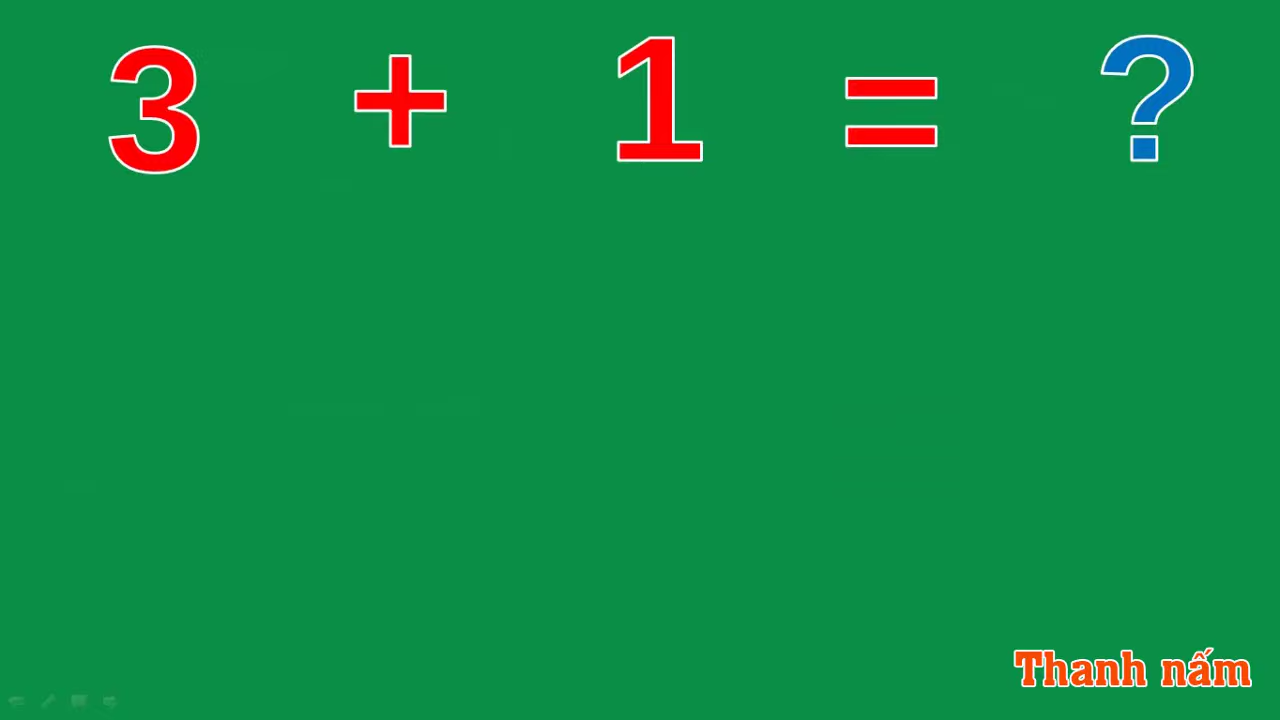 3 + 1 = ?
Thanh nấm